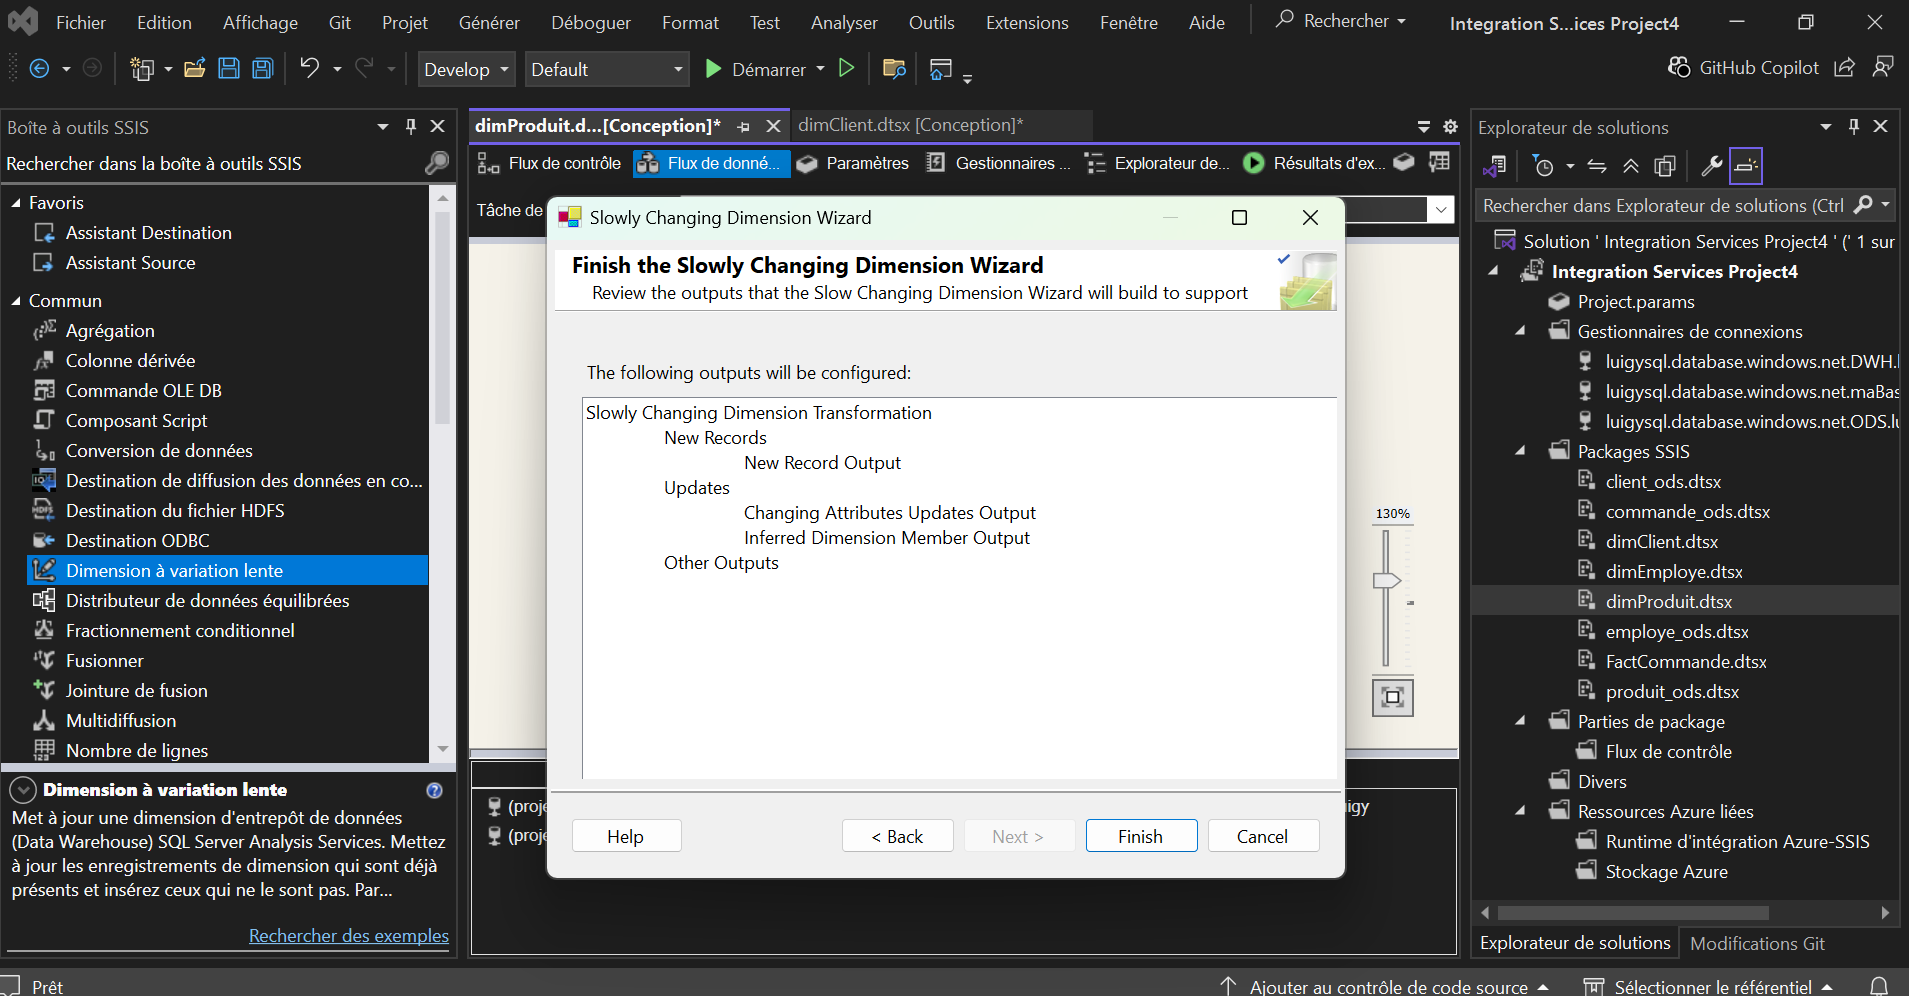 Fichier Edition Affichage Git Projet Générer Déboguer Format Test Analyser Outils Extensions Fenêtre Aide Rechercher Integration S...ices Project4
Develop Default Démarrer GitHub Copilot
Boîte à outils SSIS
Rechercher dans la boîte à outils SSIS
Favoris
Assistant Destination
Assistant Source
Commun
Agrégation
Colonne dérivée
Commande OLE DB
Composant Script
Conversion de données
Destination de diffusion des données en co...
Destination du fichier HDFS
Destination ODBC
Dimension à variation lente
Distributeur de données équilibrées
Fractionnement conditionnel
Fusionner
Jointure de fusion
Multidiffusion
Nombre de lignes
Dimension à variation lente
Met à jour une dimension d'entrepôt de données
(Data Warehouse) SQL Server Analysis Services. Mettez
à jour les enregistrements de dimension qui sont déjà
présents et insérez ceux qui ne le sont pas. Par...
Rechercher des exemples
dimProduit.d...[Conception]* dimClient.dtsx [Conception]*
Flux de contrôle Flux de donné... Paramètres Gestionnaires ... Explorateur de... Résultats d'ex...
Tâche de
Slowly Changing Dimension Wizard
Finish the Slowly Changing Dimension Wizard
Review the outputs that the Slow Changing Dimension Wizard will build to support
The following outputs will be configured:
Slowly Changing Dimension Transformation
New Records
New Record Output
Updates
Changing Attributes Updates Output
Inferred Dimension Member Output
Other Outputs
Help < Back Next > Finish Cancel
130%
(proje
igy
(proje
Explorateur de solutions
Rechercher dans Explorateur de solutions (Ctrl
Solution ' Integration Services Project4 ' (' 1 sur
Integration Services Project4
Project.params
Gestionnaires de connexions
luigysql.database.windows.net.DWH.l
luigysql.database.windows.net.maBas
luigysql.database.windows.net.ODS.lu
Packages SSIS
client_ods.dtsx
commande_ods.dtsx
dimClient.dtsx
dimEmploye.dtsx
dimProduit.dtsx
employe_ods.dtsx
FactCommande.dtsx
produit_ods.dtsx
Parties de package
Flux de contrôle
Divers
Ressources Azure liées
Runtime d'intégration Azure-SSIS
Stockage Azure
Explorateur de solutions Modifications Git
Prêt Ajouter au contrôle de code source Sélectionner le référentiel